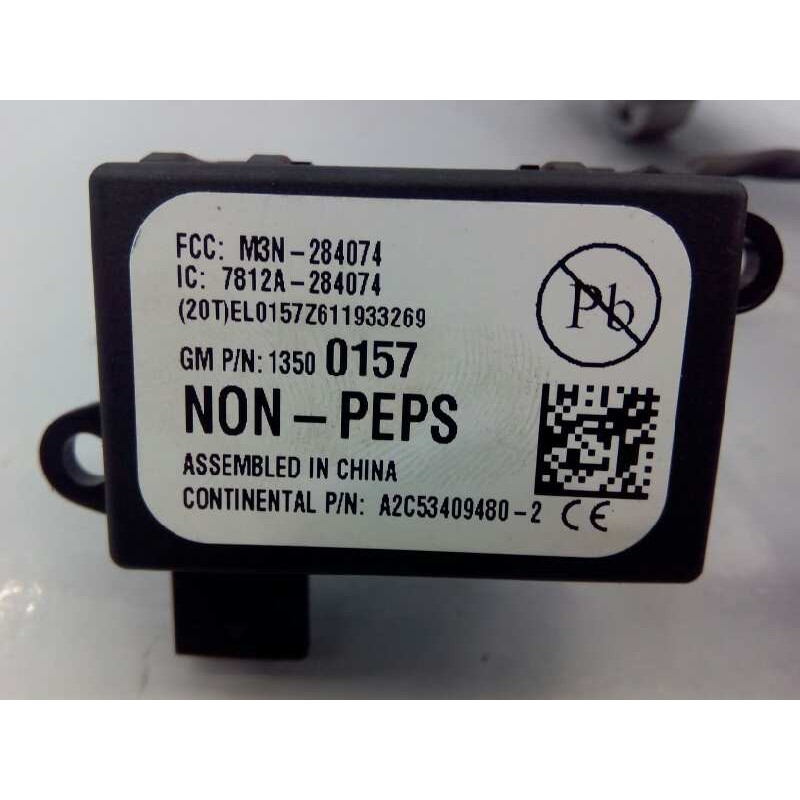 FCC: M3N-284074
IC: 7812A-284074
(20T)EL0157Z611933269
Pb
GM P/N: 1350 0157
NON-PEPS
ASSEMBLED IN CHINA
CONTINENTAL P/N: A2C53409480-2 CE